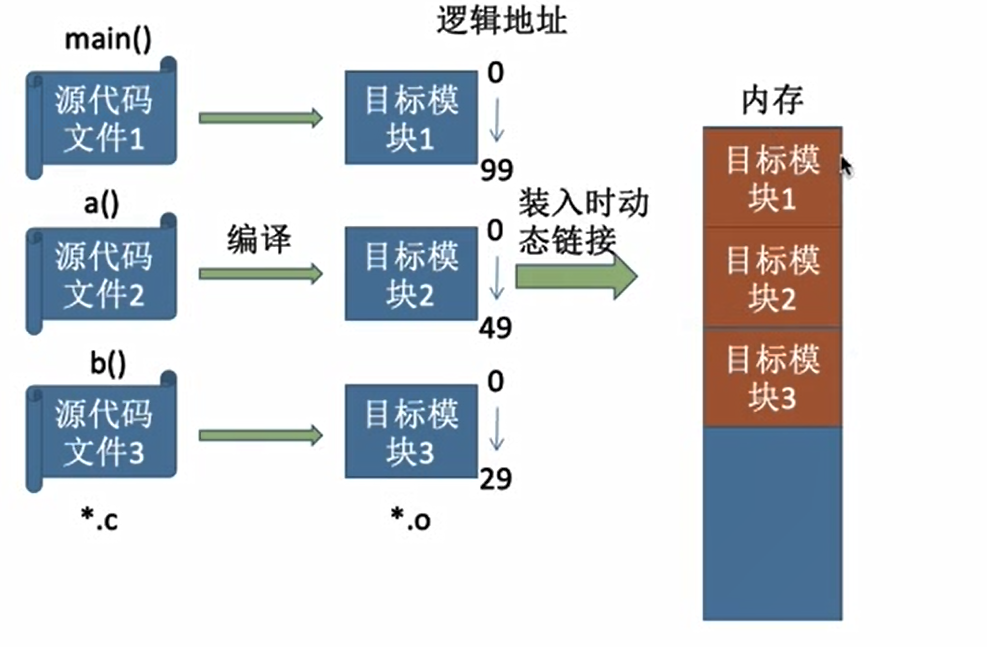 逻辑地址
main()
源代码
文件1
目标模
块1
0
99
内存
目标模
块1
a()
源代码
文件2
编译
目标模
块2
0
49
装入时动
态链接
目标模
块2
b()
源代码
文件3
目标模
块3
0
29
目标模
块3
*.c
*.o